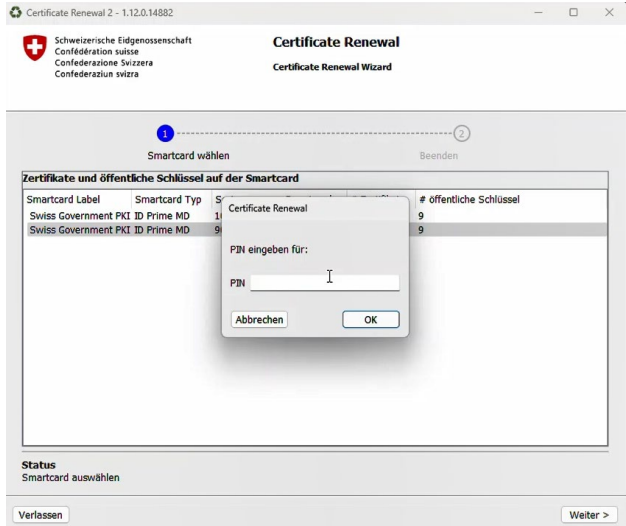 Certificate Renewal 2 - 1.12.0.14882
Schweizerische Eidgenossenschaft
Confédération suisse
Confederazione Svizzera
Confederaziun svizra
Certificate Renewal
Certificate Renewal Wizard
1
2
Smartcard wählen
Beenden
Zertifikate und öffentliche Schlüssel auf der Smartcard
Smartcard Label Smartcard Typ # öffentliche Schlüssel
Swiss Government PKI ID Prime MD 9
Swiss Government PKI ID Prime MD 9
Certificate Renewal
PIN eingeben für:
PIN
Abbrechen OK
Status
Smartcard auswählen
Verlassen Weiter >